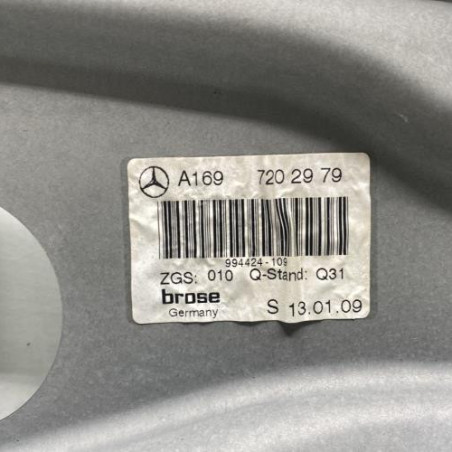 A169 720 29 79
994424-109
ZGS: 010 Q-Stand: Q31
brose
Germany S 13.01.09